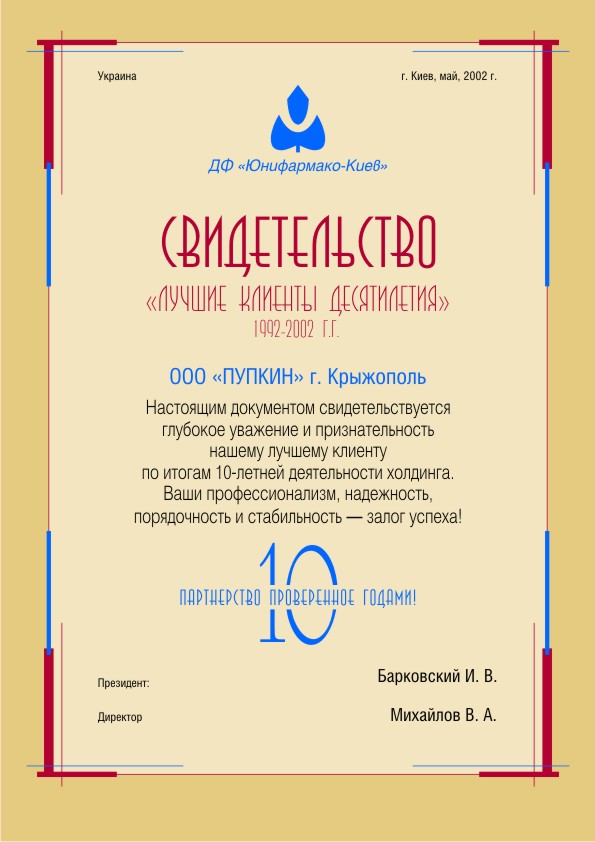 Украина
г. Киев, май, 2002 г.
ДФ «Юнифармако-Киев»
СВИДЕТЕЛЬСТВО
«ЛУЧШИЕ КЛИЕНТЫ ДЕСЯТИЛЕТИЯ»
1992-2002 Г.Г.
ООО «ПУПКИН» г. Крыжополь
Настоящим документом свидетельствуется
глубокое уважение и признательность
нашему лучшему клиенту
по итогам 10-летней деятельности холдинга.
Ваши профессионализм, надежность,
порядочность и стабильность — залог успеха!
10
ПАРТНЕРСТВО ПРОВЕРЕННОЕ ГОДАМИ!
Президент:
Барковский И. В.
Директор
Михайлов В. А.